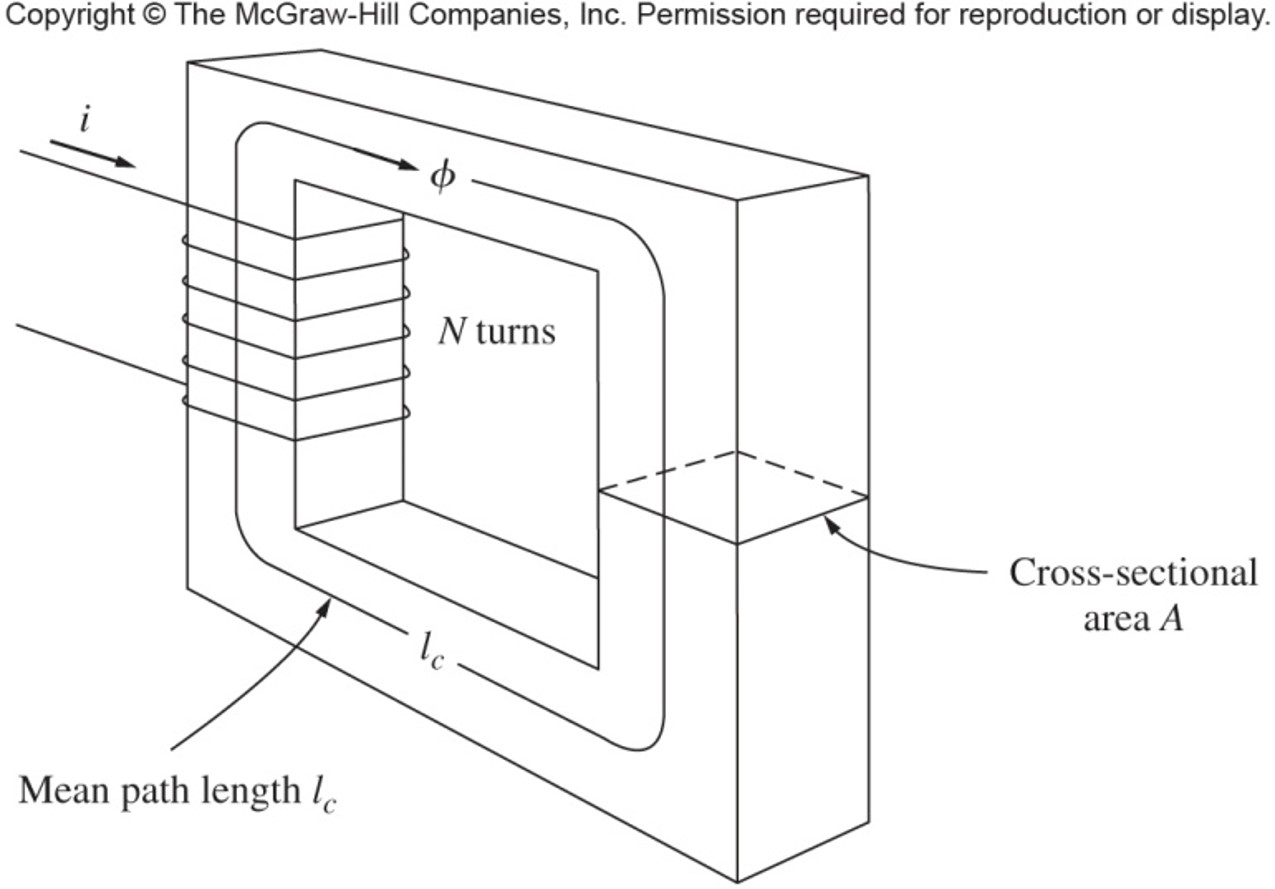 Copyright © The McGraw-Hill Companies, Inc. Permission required for reproduction or display.
i
ϕ
N turns
Cross-sectional
area A
l_c
Mean path length l_c